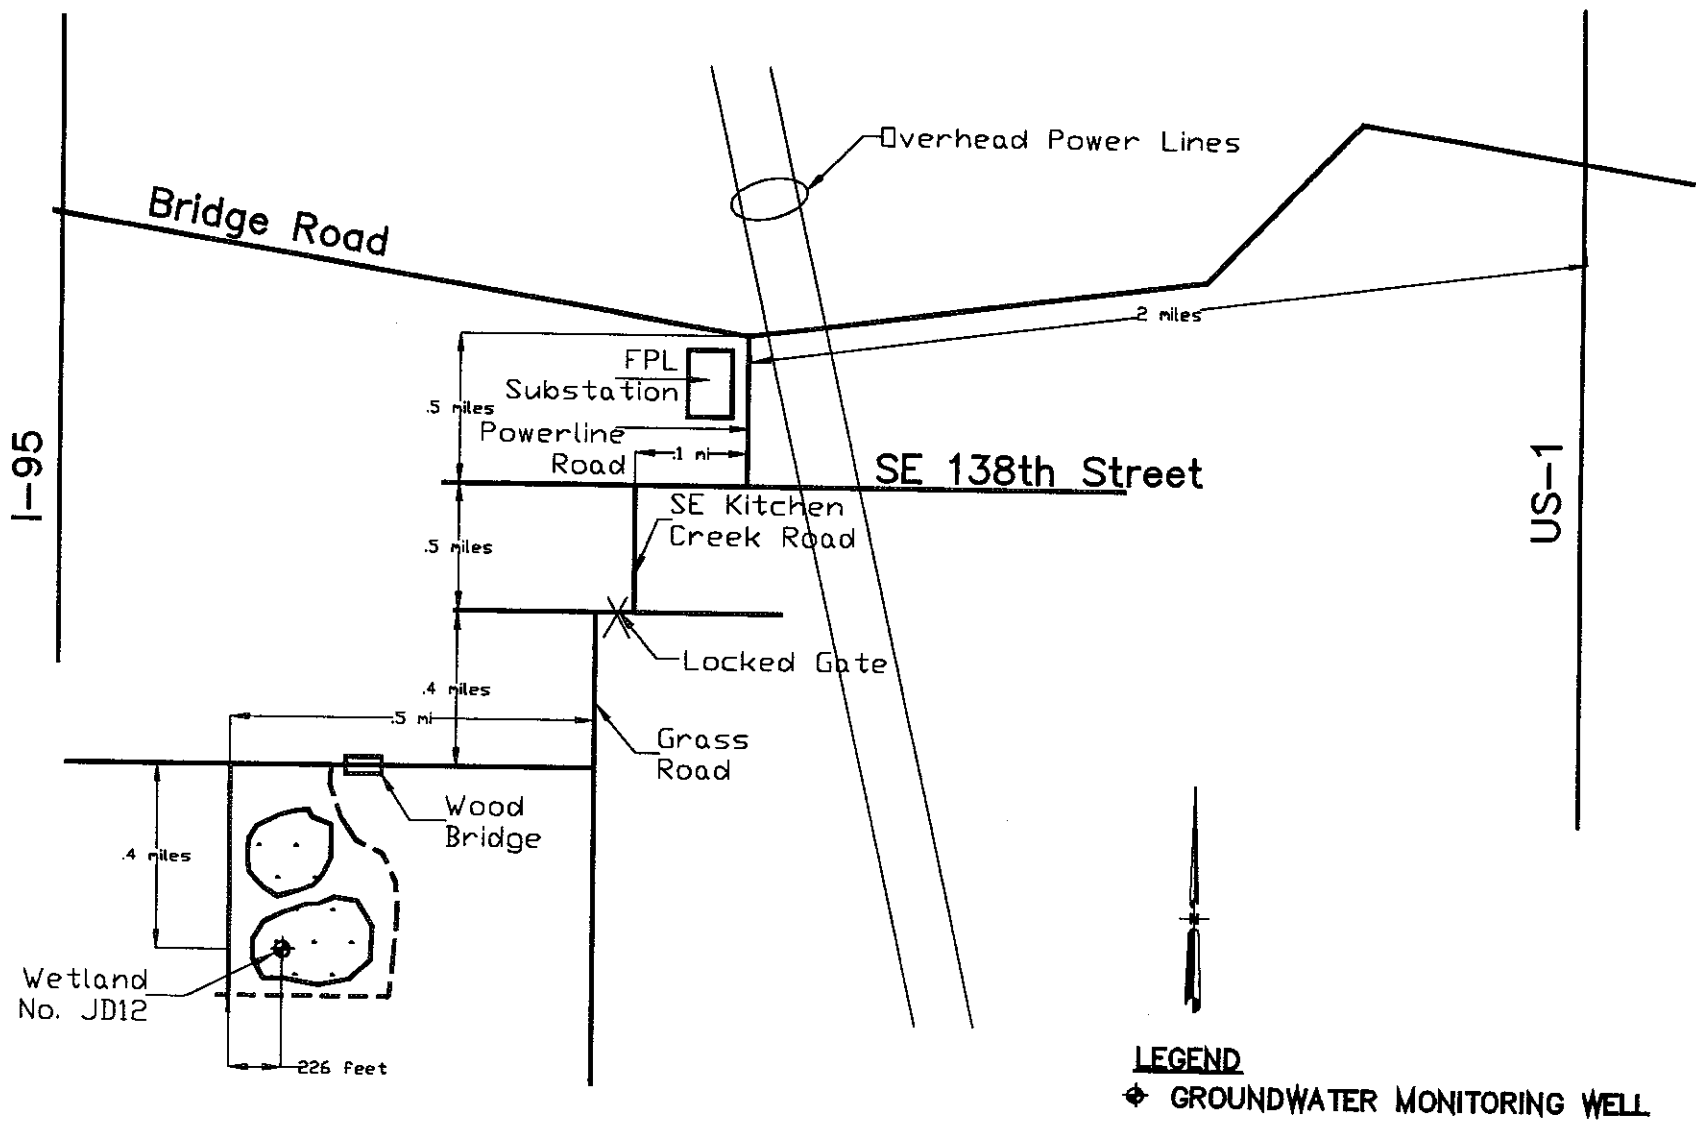 Overhead Power Lines
Bridge Road
2 miles
FPL
Substation
.5 miles
Powerline
Road
.1 mi
SE 138th Street
I-95
US-1
SE Kitchen
Creek Road
.5 miles
Locked Gate
.4 miles
.5 mi
Grass
Road
Wood
Bridge
.4 miles
Wetland
No. JD12
226 feet
LEGEND
GROUNDWATER MONITORING WELL